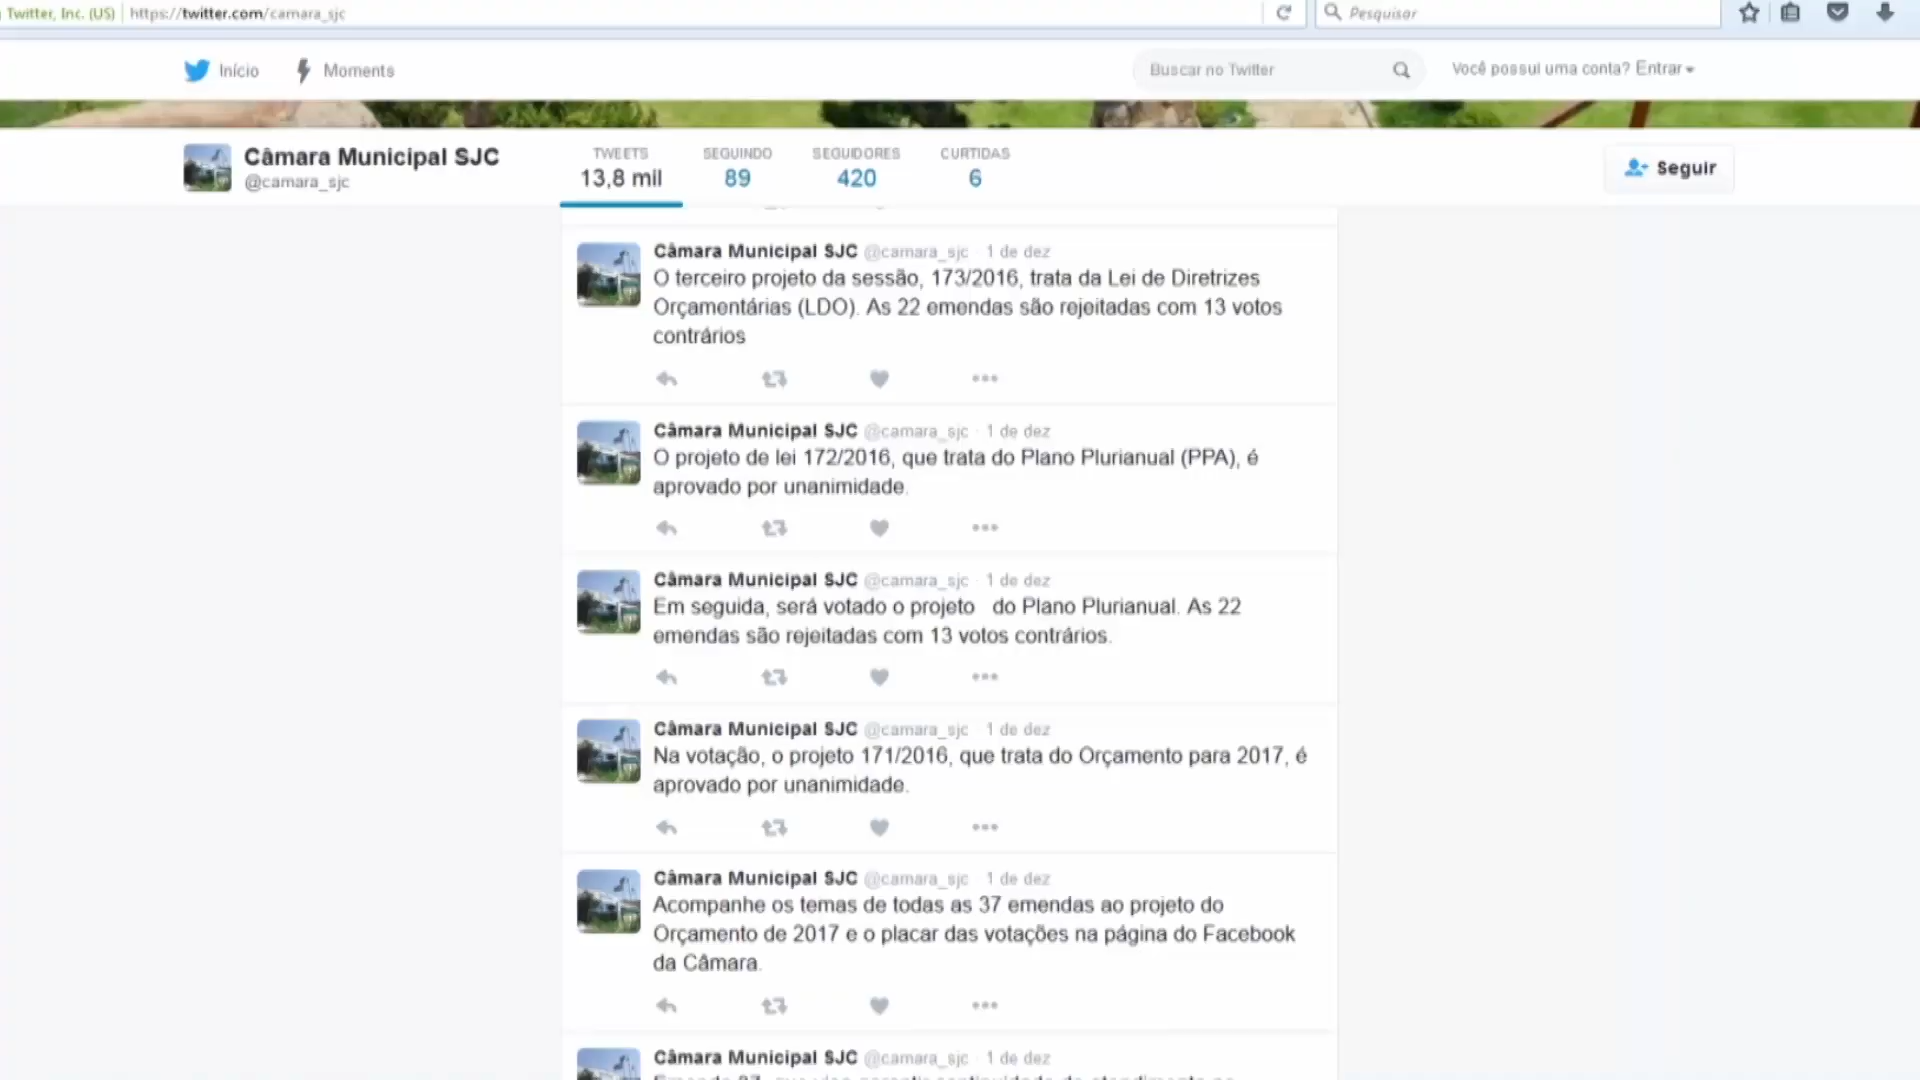 Twitter, Inc. (US) https://twitter.com/camara_sjc Pesquisar
Início Moments Buscar no Twitter Você possui uma conta? Entrar
Câmara Municipal SJC
@camara_sjc
TWEETS SEGUINDO SEGUIDORES CURTIDAS
13,8 mil 89 420 6
Seguir
Câmara Municipal SJC @camara_sjc · 1 de dez
O terceiro projeto da sessão, 173/2016, trata da Lei de Diretrizes
Orçamentárias (LDO). As 22 emendas são rejeitadas com 13 votos
contrários
Câmara Municipal SJC @camara_sjc · 1 de dez
O projeto de lei 172/2016, que trata do Plano Plurianual (PPA), é
aprovado por unanimidade.
Câmara Municipal SJC @camara_sjc · 1 de dez
Em seguida, será votado o projeto do Plano Plurianual. As 22
emendas são rejeitadas com 13 votos contrários.
Câmara Municipal SJC @camara_sjc · 1 de dez
Na votação, o projeto 171/2016, que trata do Orçamento para 2017, é
aprovado por unanimidade.
Câmara Municipal SJC @camara_sjc · 1 de dez
Acompanhe os temas de todas as 37 emendas ao projeto do
Orçamento de 2017 e o placar das votações na página do Facebook
da Câmara.
Câmara Municipal SJC @camara_sjc · 1 de dez